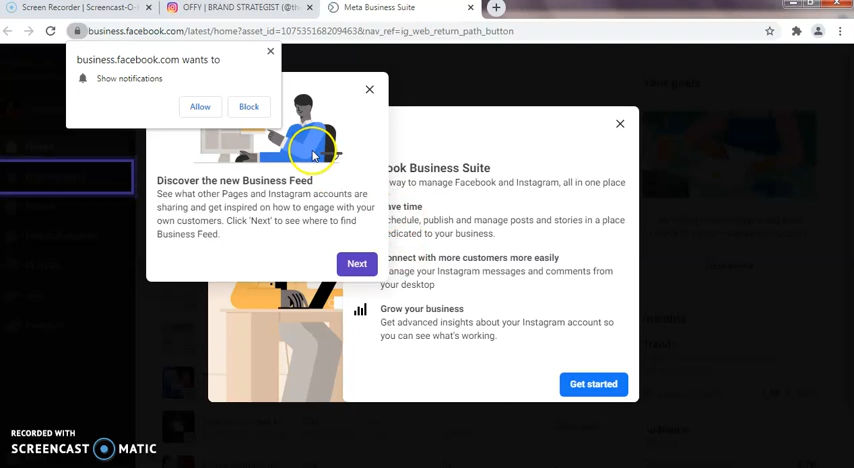 Screen Recorder | Screencast-O-
OFFY | BRAND STRATEGIST (@th
Meta Business Suite
business.facebook.com/latest/home?asset_id=107535168209463&nav_ref=ig_web_return_path_button
business.facebook.com wants to
Show notifications
Allow
Block
Discover the new Business Feed
See what other Pages and Instagram accounts are
sharing and get inspired on how to engage with your
own customers. Click 'Next' to see where to find
Business Feed.
Next
ook Business Suite
way to manage Facebook and Instagram, all in one place
ave time
chedule, publish and manage posts and stories in a place
edicated to your business.
onnect with more customers more easily
anage your Instagram messages and comments from
your desktop
Grow your business
Get advanced insights about your Instagram account so
you can see what's working.
Get started
Your goals
RECORDED WITH
SCREENCAST MATIC